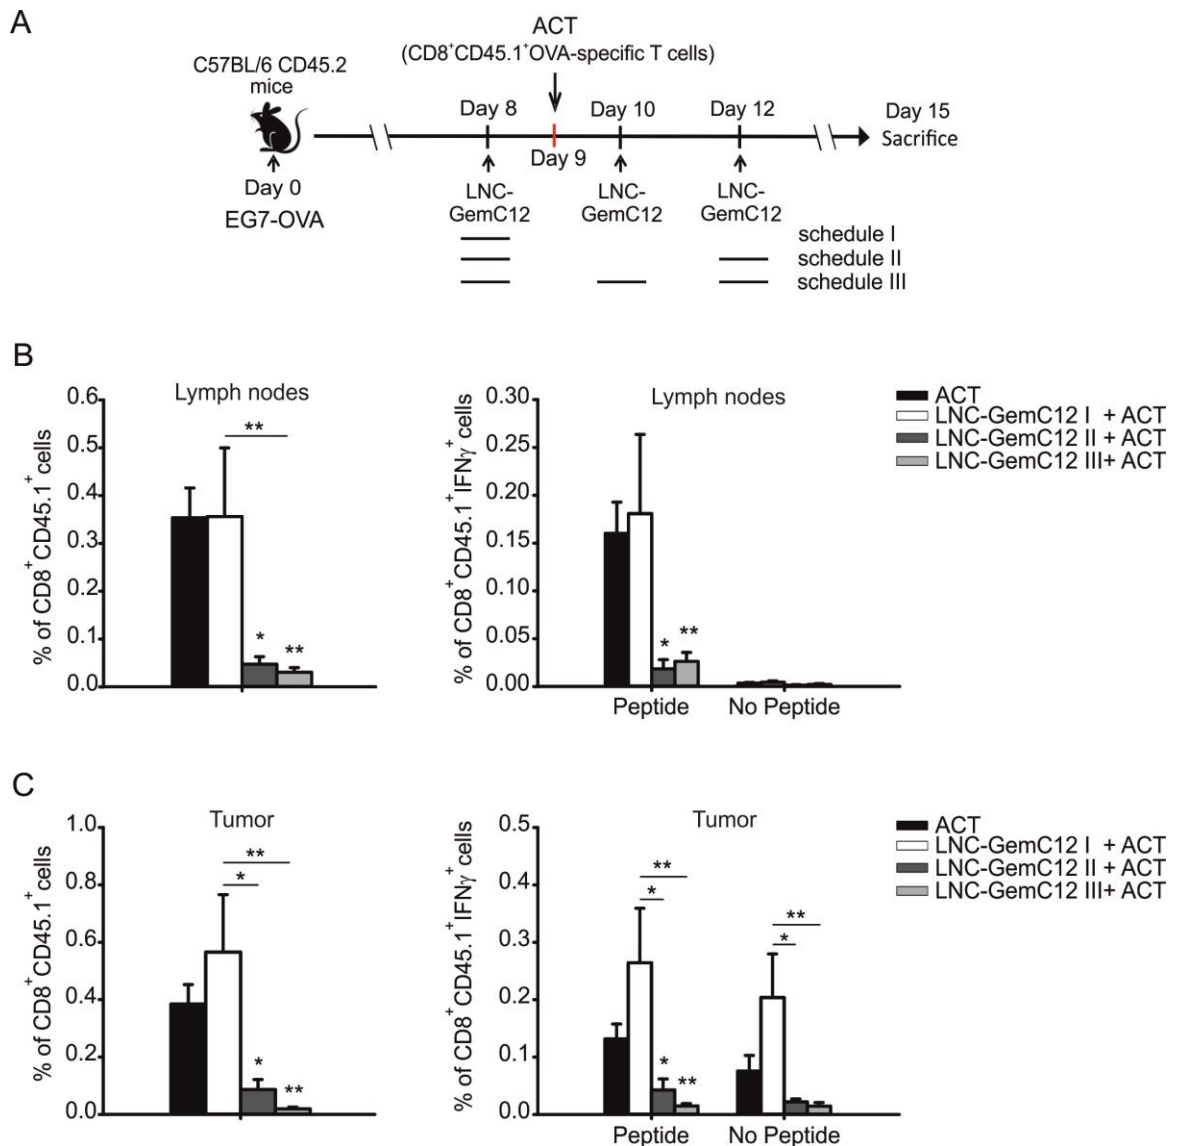 A
ACT
(CD8⁺CD45.1⁺OVA-specific T cells)
C57BL/6 CD45.2
mice
Day 8
Day 10
Day 12
Day 15
Sacrifice
Day 9
Day 0
EG7-OVA
LNC-
GemC12
LNC-
GemC12
LNC-
GemC12
schedule I
schedule II
schedule III
B
Lymph nodes
% of CD8⁺CD45.1⁺ cells
0.6
0.5
0.4
0.3
0.2
0.1
0.0
**
*
**
Lymph nodes
% of CD8⁺CD45.1⁺IFNγ⁺ cells
0.30
0.25
0.20
0.15
0.10
0.05
0.00
*
**
Peptide
No Peptide
ACT
LNC-GemC12 I + ACT
LNC-GemC12 II + ACT
LNC-GemC12 III+ ACT
C
Tumor
% of CD8⁺CD45.1⁺ cells
1.0
0.8
0.6
0.4
0.2
0.0
**
*
*
**
Tumor
% of CD8⁺CD45.1⁺IFNγ⁺ cells
0.5
0.4
0.3
0.2
0.1
0.0
**
*
*
**
**
*
Peptide
No Peptide
ACT
LNC-GemC12 I + ACT
LNC-GemC12 II + ACT
LNC-GemC12 III+ ACT